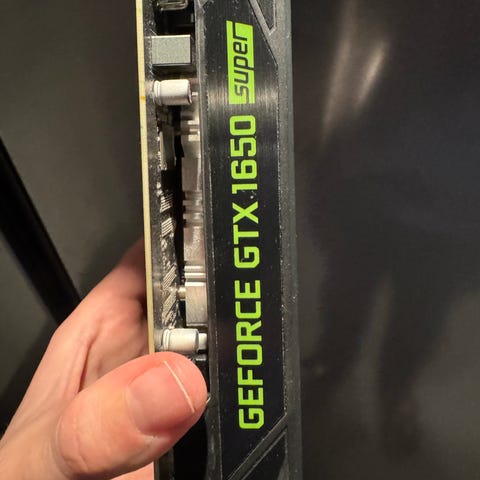 GEFORCE GTX 1650 SUPER